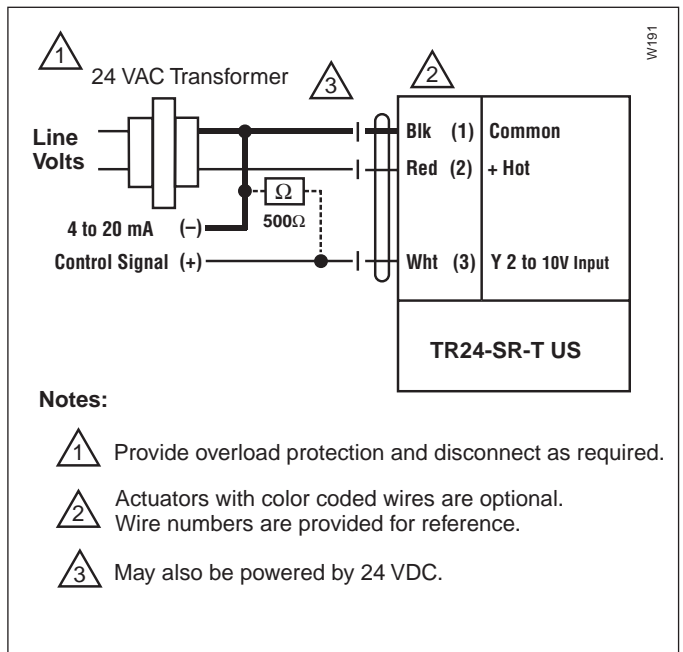 W191
1
24 VAC Transformer
3
2
Line
Volts
Blk (1) Common
Red (2) + Hot
Ω
500Ω
4 to 20 mA (–)
Control Signal (+)
Wht (3) Y 2 to 10V Input
TR24-SR-T US
Notes:
1 Provide overload protection and disconnect as required.
2 Actuators with color coded wires are optional.
Wire numbers are provided for reference.
3 May also be powered by 24 VDC.